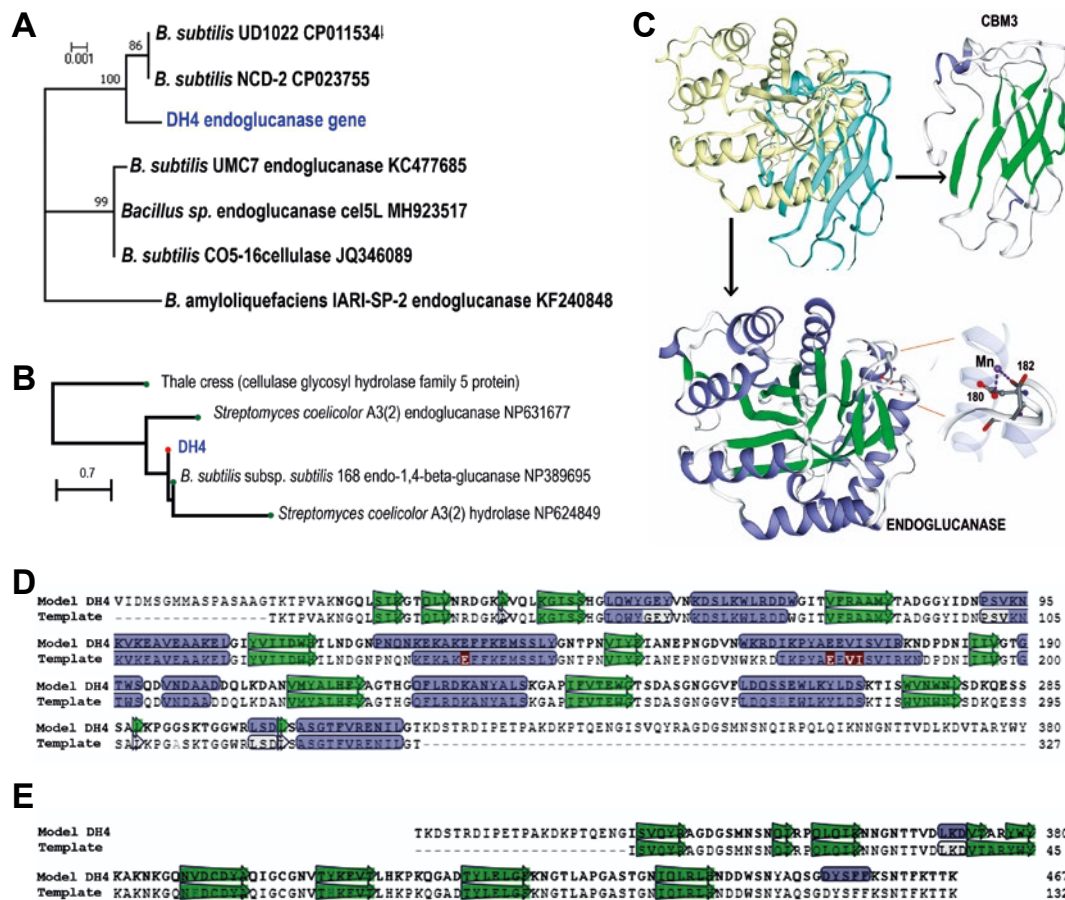 A
0.001
86
B. subtilis UD1022 CP011534
100
B. subtilis NCD-2 CP023755
DH4 endoglucanase gene
B. subtilis UMC7 endoglucanase KC477685
99
Bacillus sp. endoglucanase cel5L MH923517
B. subtilis CO5-16cellulase JQ346089
B. amyloliquefaciens IARI-SP-2 endoglucanase KF240848
B
Thale cress (cellulase glycosyl hydrolase family 5 protein)
Streptomyces coelicolor A3(2) endoglucanase NP631677
DH4
0.7
B. subtilis subsp. subtilis 168 endo-1,4-beta-glucanase NP389695
Streptomyces coelicolor A3(2) hydrolase NP624849
C
CBM3
Mn
182
180
ENDOGLUCANASE
D
Model DH4 VIDMSGMMASPASAAGTKTPVAKNGQLSIKGTQLVNRDGKAVQLKGISSHGLQWYGEYVNKDSLKWLRDDWGITVFRAAMYTADGGYIDNPSVKN 95
Template ----------------TKTPVAKNGQLSIKGTQLVNRDGKAVQLKGISSHGLQWYGEYVNKDSLKWLRDDWGITVFRAAMYTADGGYIDNPSVKN 105
Model DH4 KVKEAVEAAKELGIYVIIDWHILNDGNPNQNKEKAKEFFKEMSSLYGNTPNVIYEIANEPNGDVNWKRDIKPYAEEVISVIRKNDPDNIIIVGTG 190
Template KVKEAVEAAKELGIYVIIDWHILNDGNPNQNKEKAKEFFKEMSSLYGNTPNVIYEIANEPNGDVNWKRDIKPYAEEVISVIRKNDPDNIIIVGTG 200
Model DH4 TWSQDVNDAADDQLKDANVMYALHFYAGTHGQFLRDKANYALSKGAPIFVTEWGTSDASGNGGVFLDQSSEWLKYLDSKTISWVNWNLSDKQESS 285
Template TWSQDVNDAADDQLKDANVMYALHFYAGTHGQFLRDKANYALSKGAPIFVTEWGTSDASGNGGVFLDQSSEWLKYLDSKTISWVNWNLSDKQESS 295
Model DH4 SALKPGGSKTGGWRLSDLSASGTFVRENILGTKDSTRDIPETPAKDKPTQENGISVQYRAGDGSMNSNQIRPQLQIKNNGNTTVDLKDVTARYWY 380
Template SALKPGASKTGGWRLSDLSASGTFVRENILGT 327
E
Model DH4 TKDSTRDIPETPAKDKPTQENGISVQYRAGDGSMNSNQIRPQLQIKNNGNTTVDLKDVTARYWY 380
Template ISVQYRAGDGSMNSNQIRPQLQIKNNGNTTVDLKDVTARYWY 45
Model DH4 KAKNKGQNVDCDYAQIGCGNVTYKFVTLHKPKQGADTYLELGFKNGTLAPGASTGNIQLRLHNDDWSNYAQSGDYSFFKSNTFKTTK 467
Template KAKNKGQNVDCDYAQIGCGNVTHKFVTLHKPKQGADTYLELGFKNGTLAPGASTGNIQLRLHNDDWSNYAQSGDYSFFKSNTFKTTK 132